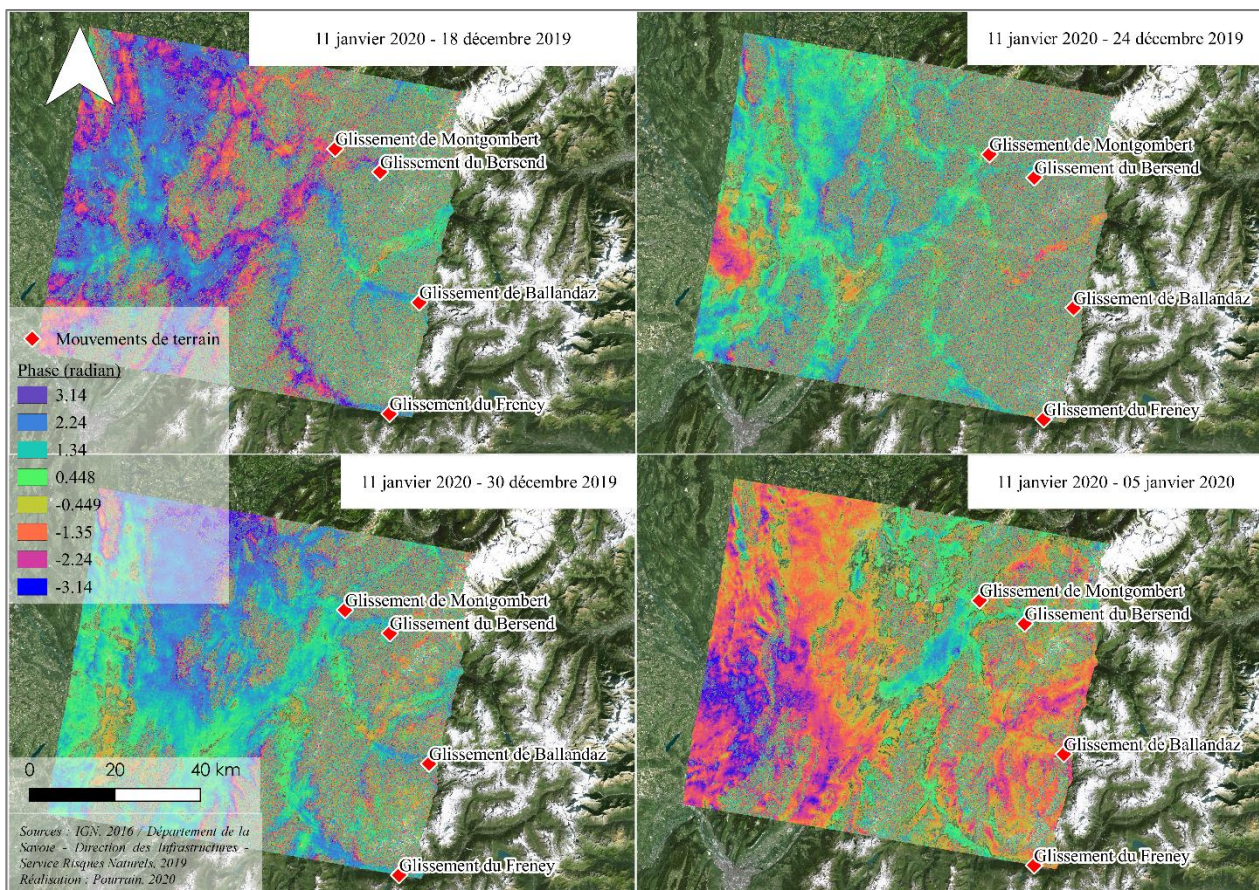 11 janvier 2020 - 18 décembre 2019
Glissement de Montgombert
Glissement du Bersend
Glissement de Ballandaz
Glissement du Freney
11 janvier 2020 - 24 décembre 2019
Glissement de Montgombert
Glissement du Bersend
Glissement de Ballandaz
Glissement du Freney
Mouvements de terrain
Phase (radian)
3.14
2.24
1.34
0.448
-0.449
-1.35
-2.24
-3.14
11 janvier 2020 - 30 décembre 2019
Glissement de Montgombert
Glissement du Bersend
Glissement de Ballandaz
Glissement du Freney
11 janvier 2020 - 05 janvier 2020
Glissement de Montgombert
Glissement du Bersend
Glissement de Ballandaz
Glissement du Freney
0 20 40 km
Sources : IGN, 2016 / Département de la
Savoie - Direction des Infrastructures -
Service Risques Naturels, 2019
Réalisation : Pourrain, 2020